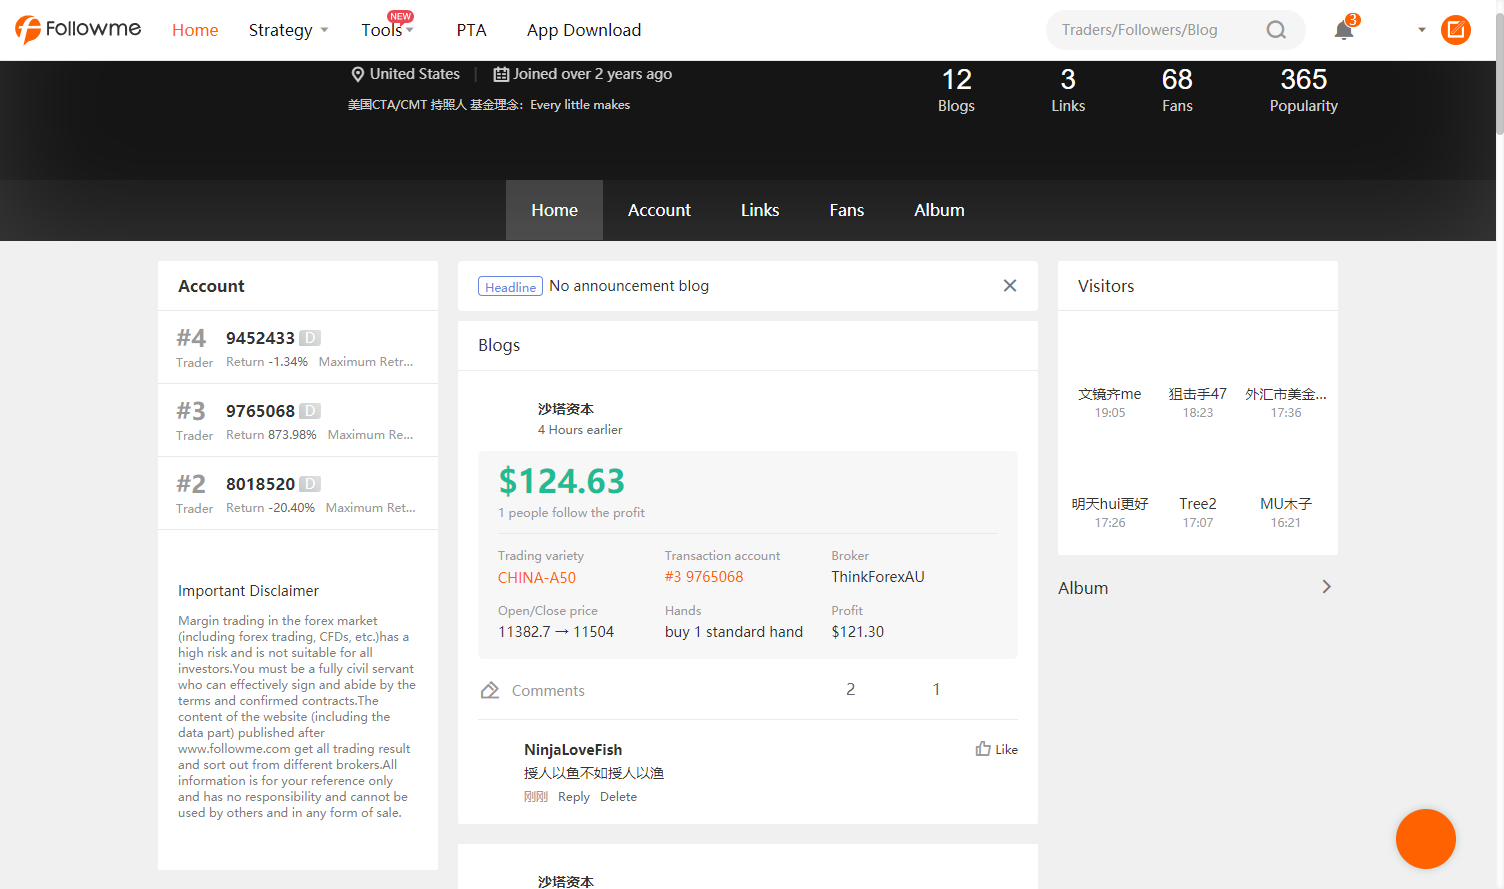 Followme
Home
Strategy
Tools
NEW
PTA
App Download
Traders/Followers/Blog
3
United States
Joined over 2 years ago
美国CTA/CMT 持照人 基金理念：Every little makes
12
Blogs
3
Links
68
Fans
365
Popularity
Home
Account
Links
Fans
Album
Account
#4
Trader
9452433 D
Return -1.34% Maximum Retr...
#3
Trader
9765068 D
Return 873.98% Maximum Re...
#2
Trader
8018520 D
Return -20.40% Maximum Ret...
Important Disclaimer
Margin trading in the forex market
(including forex trading, CFDs, etc.)has a
high risk and is not suitable for all
investors.You must be a fully civil servant
who can effectively sign and abide by the
terms and confirmed contracts.The
content of the website (including the
data part) published after
www.followme.com get all trading result
and sort out from different brokers.All
information is for your reference only
and has no responsibility and cannot be
used by others and in any form of sale.
Headline No announcement blog
Blogs
沙塔资本
4 Hours earlier
$124.63
1 people follow the profit
Trading variety
CHINA-A50
Transaction account
#3 9765068
Broker
ThinkForexAU
Open/Close price
11382.7 → 11504
Hands
buy 1 standard hand
Profit
$121.30
Comments
2
1
NinjaLoveFish
Like
授人以鱼不如授人以渔
刚刚 Reply Delete
沙塔资本
Visitors
文镜齐me
19:05
狙击手47
18:23
外汇市美金...
17:36
明天hui更好
17:26
Tree2
17:07
MU木子
16:21
Album